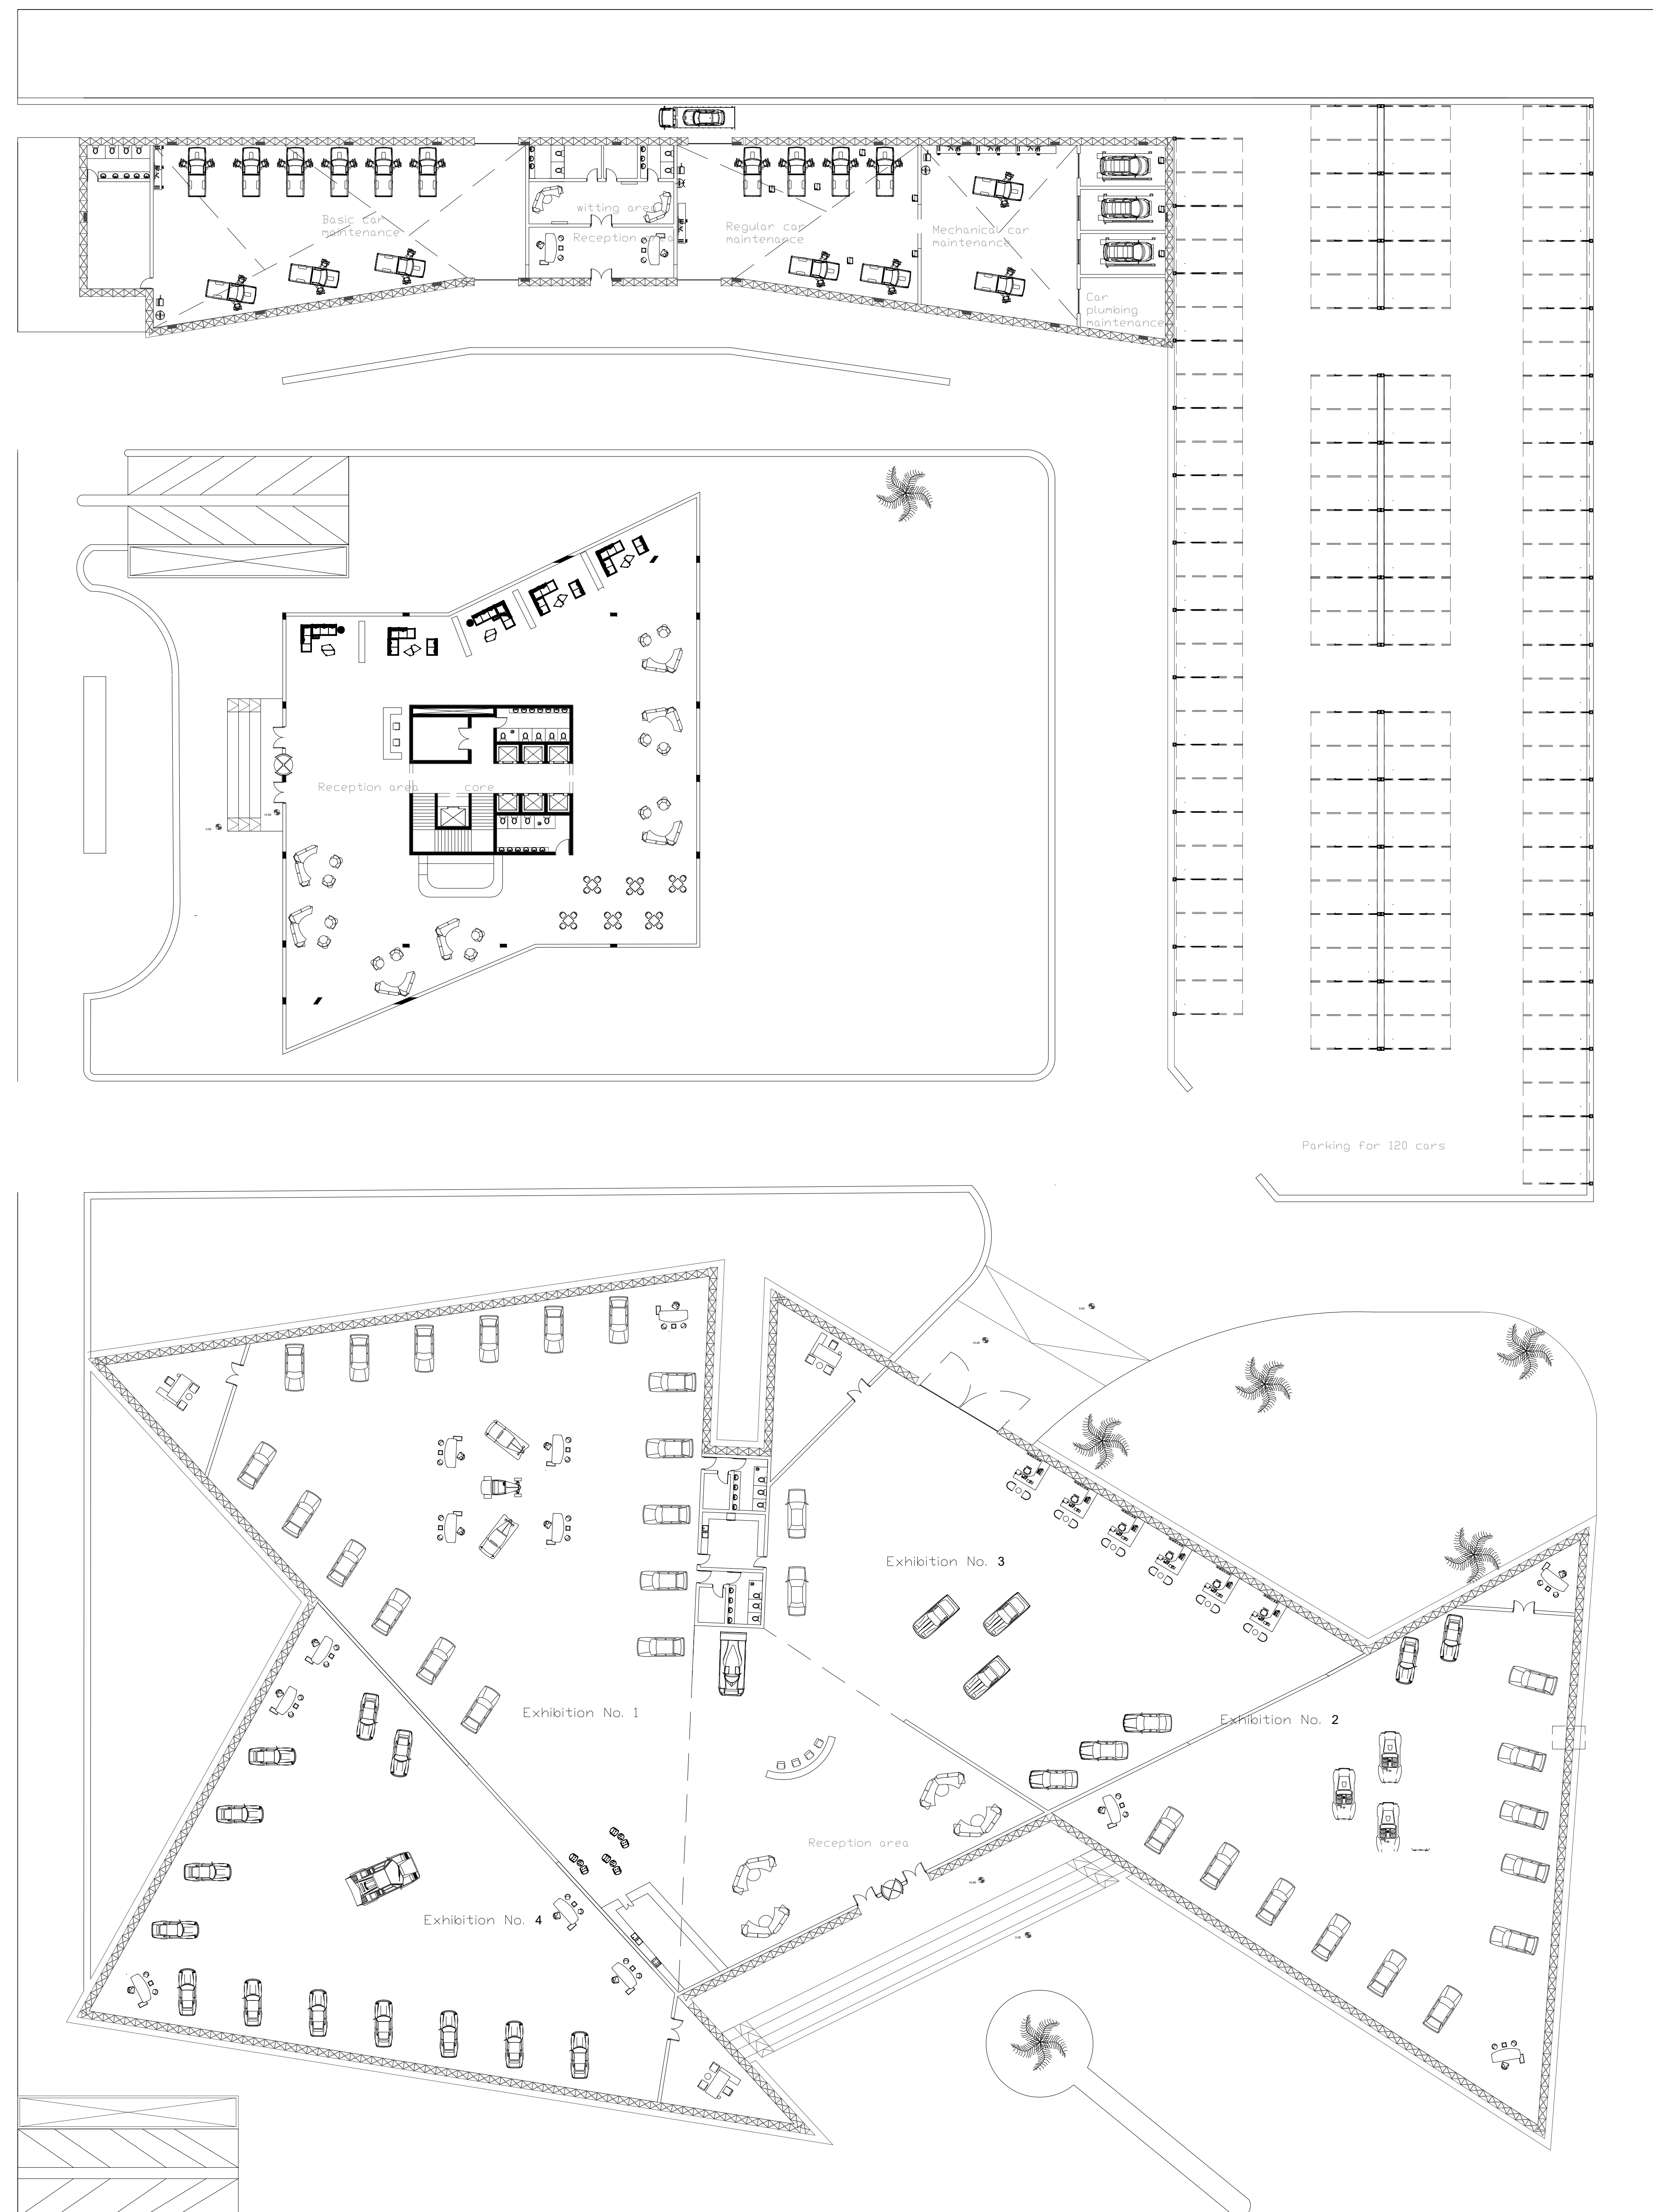 witting area
Basic car
maintenance
Reception area
Regular car
maintenance
Mechanical car
maintenance
Car
plumbing
maintenance
Reception area
core
Parking for 120 cars
Exhibition No. 3
Exhibition No. 1
Exhibition No. 2
Reception area
Exhibition No. 4